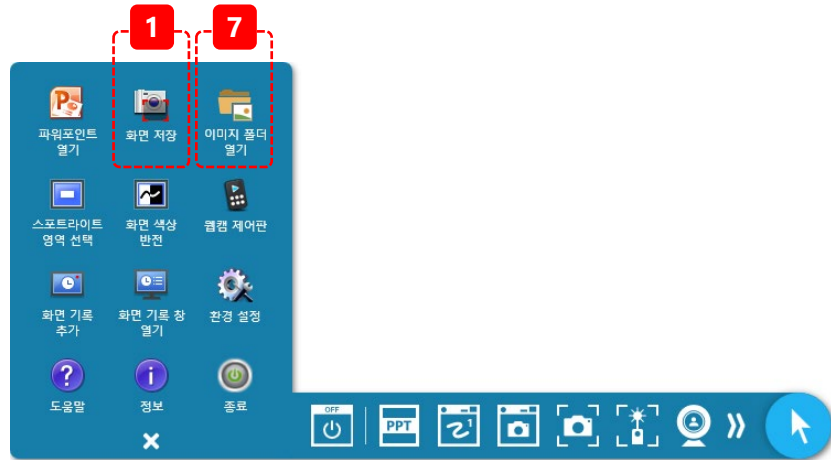 1
7
파워포인트
열기
화면 저장
이미지 폴더
열기
스포트라이트
영역 선택
화면 색상
반전
웹캠 제어판
화면 기록
추가
화면 기록 창
열기
환경 설정
?
도움말
i
정보
종료
OFF
PPT
1